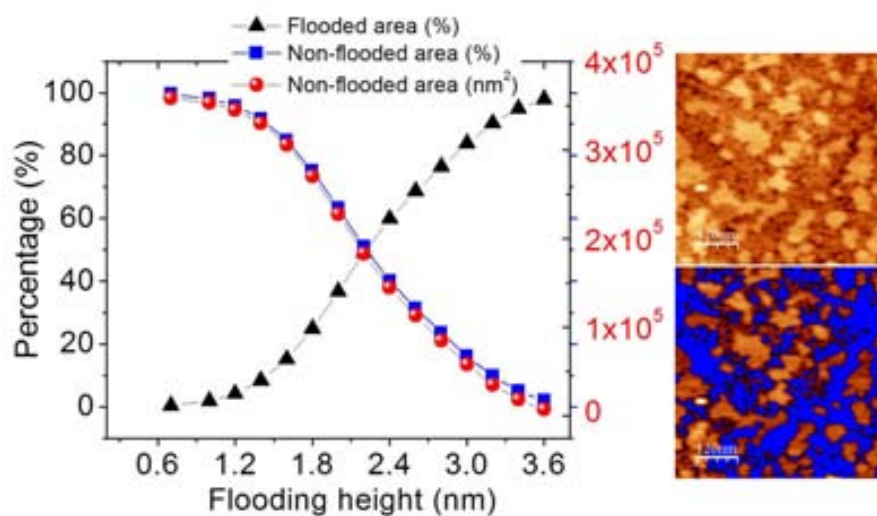 Flooded area (%)
Non-flooded area (%)
Non-flooded area (nm²)
Percentage (%)
100
80
60
40
20
0
4x10⁵
3x10⁵
2x10⁵
1x10⁵
0
0.6 1.2 1.8 2.4 3.0 3.6
Flooding height (nm)